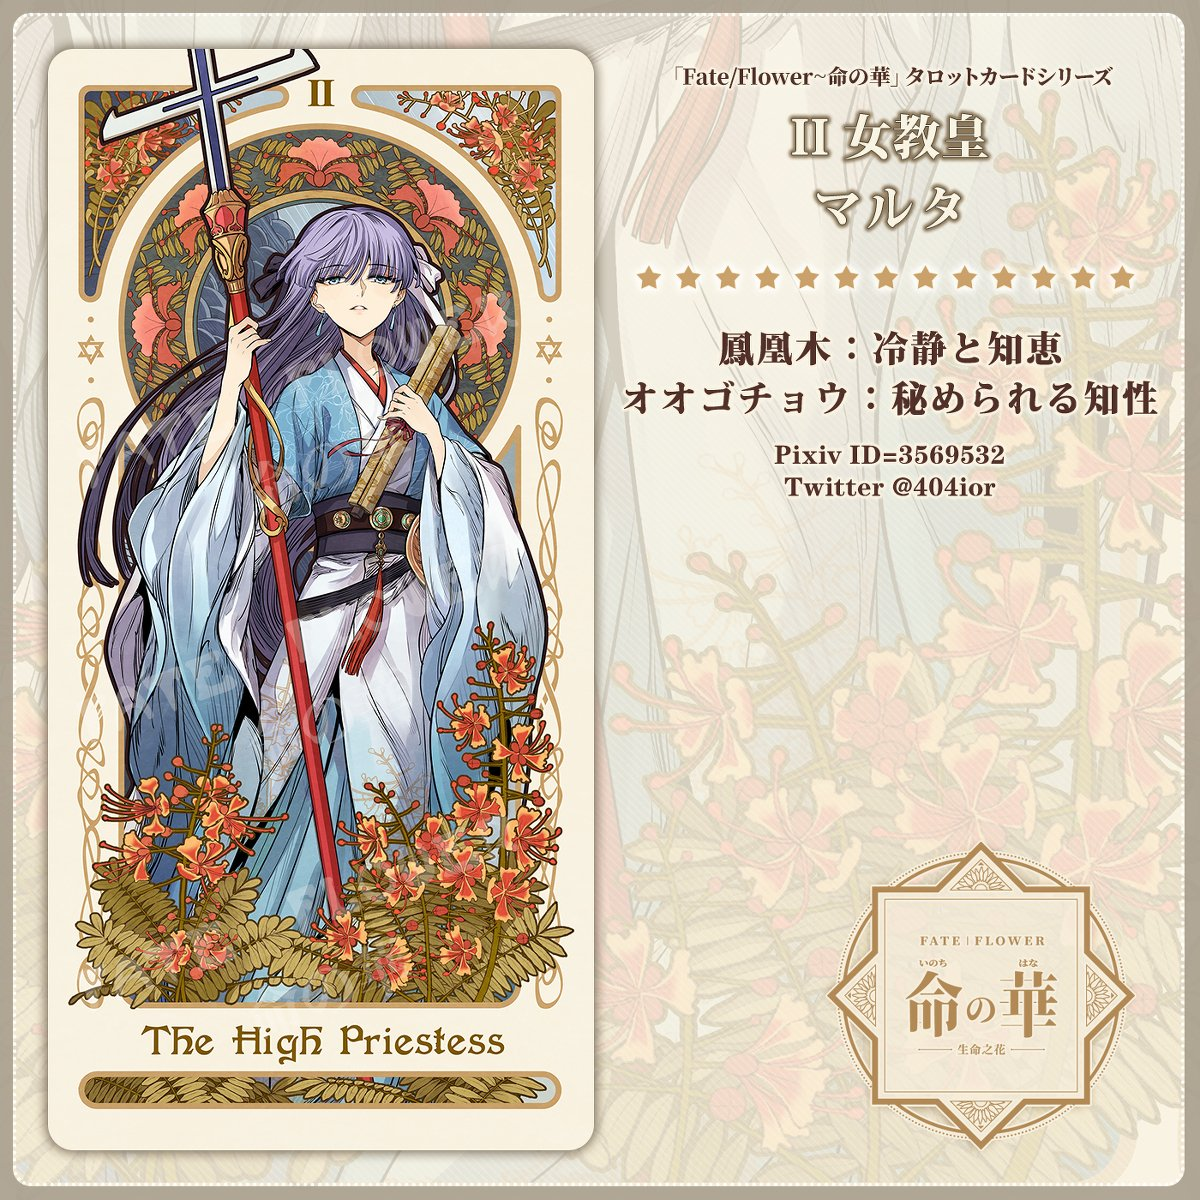 II
The High Priestess
「Fate/Flower~命の華」タロットカードシリーズ
II 女教皇
マルタ
鳳凰木：冷静と知恵
オオゴチョウ：秘められる知性
Pixiv ID=3569532
Twitter @404ior
FATE | FLOWER
いのち はな
命の華
生命之花